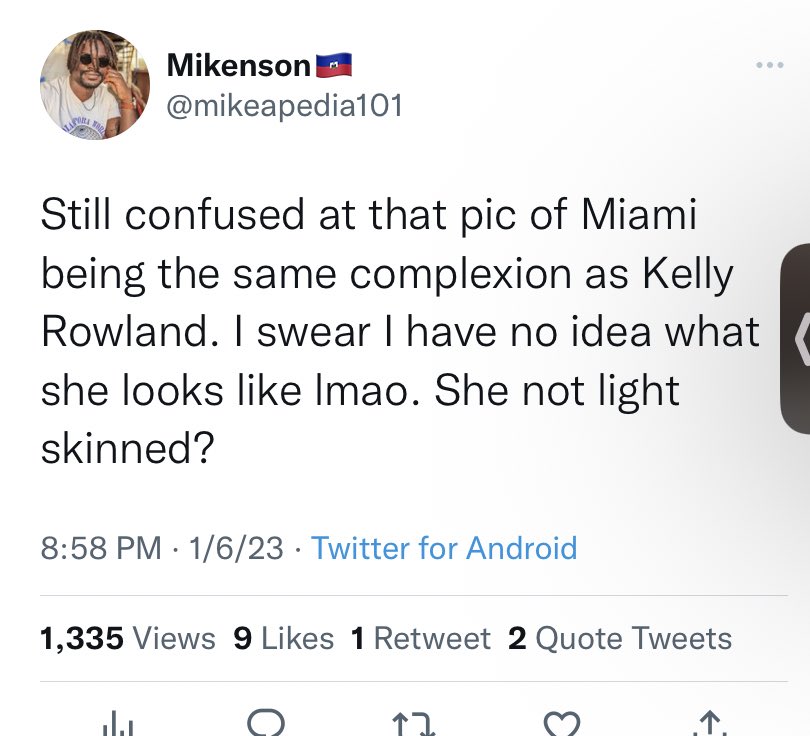 Mikenson🇭🇹
@mikeapedia101
Still confused at that pic of Miami
being the same complexion as Kelly
Rowland. I swear I have no idea what
she looks like lmao. She not light
skinned?
8:58 PM · 1/6/23 · Twitter for Android
1,335 Views 9 Likes 1 Retweet 2 Quote Tweets